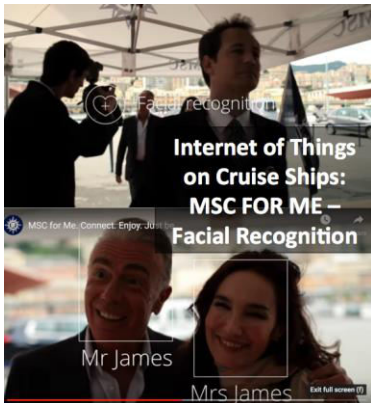 MSC
Facial recognition
Internet of Things
on Cruise Ships:
MSC FOR ME –
Facial Recognition
MSC for Me. Connect. Enjoy. Just be
Mr James
Mrs James
Exit full screen (f)